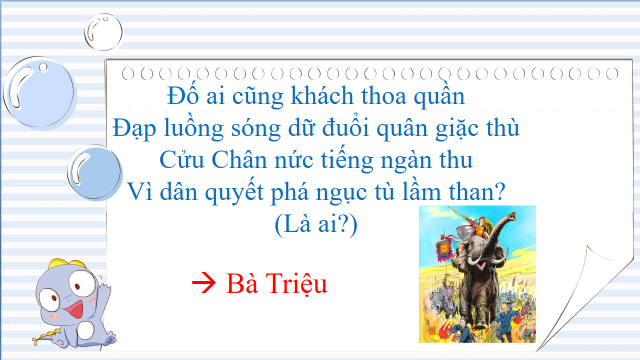 Đố ai cũng khách thoa quần
Đạp luồng sóng dữ đuổi quân giặc thù
Cửu Chân nức tiếng ngàn thu
Vì dân quyết phá ngục tù lầm than?
(Là ai?)
→ Bà Triệu